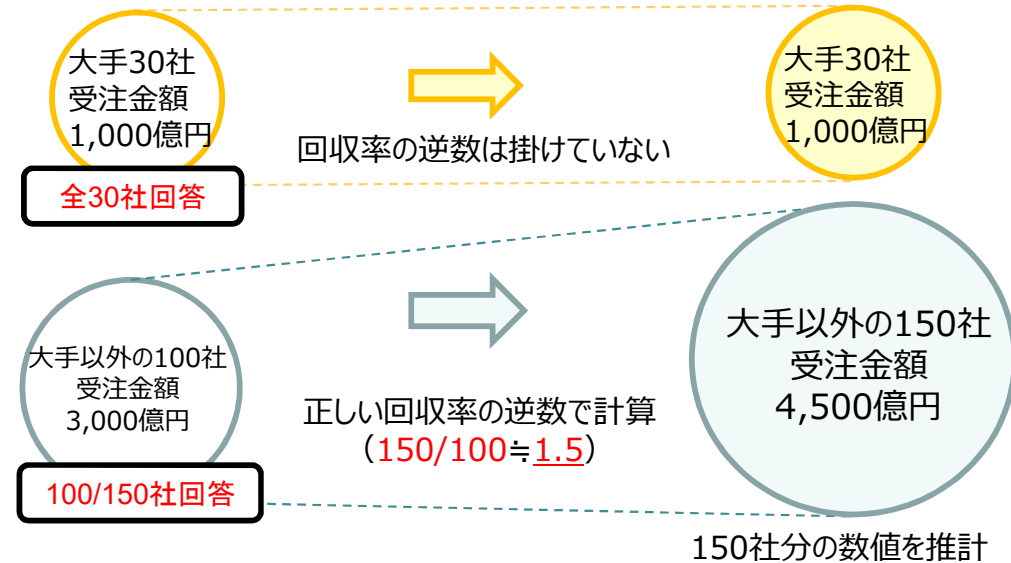 大手30社
受注金額
1,000億円
全30社回答
回収率の逆数は掛けていない
大手30社
受注金額
1,000億円
大手以外の100社
受注金額
3,000億円
100/150社回答
正しい回収率の逆数で計算
（150/100≒1.5）
大手以外の150社
受注金額
4,500億円
150社分の数値を推計